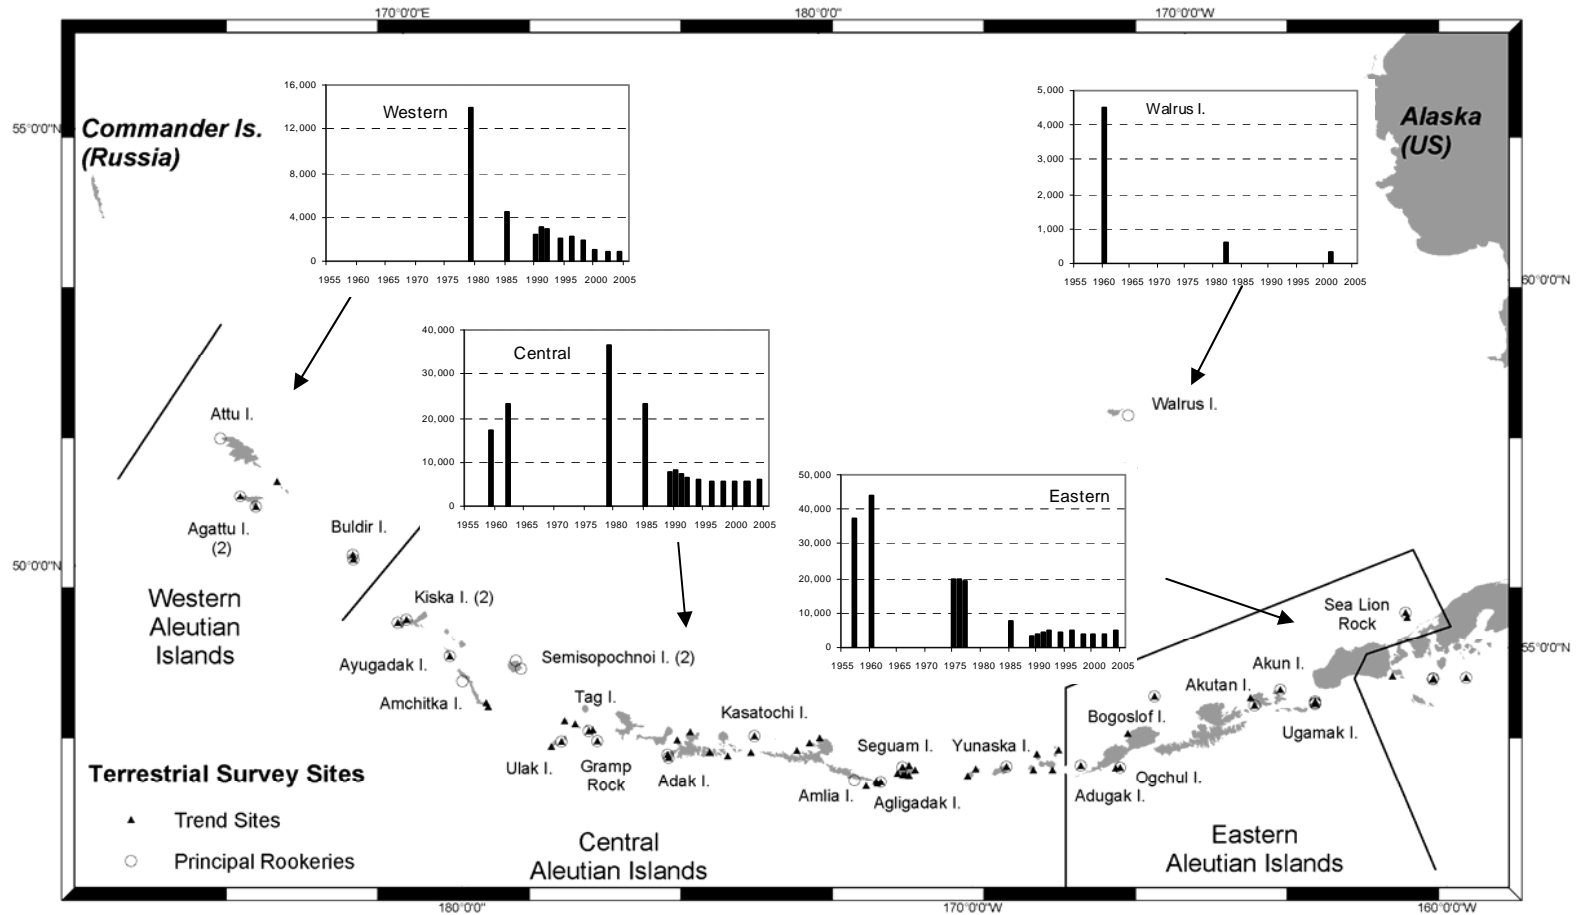 170°0'0"E
180°0'0"
170°0'0"W
55°0'0"N
Commander Is.
(Russia)
16,000
12,000
8,000
4,000
0
Western
1955 1960 1965 1970 1975 1980 1985 1990 1995 2000 2005
5,000
4,000
3,000
2,000
1,000
0
Walrus I.
1955 1960 1965 1970 1975 1980 1985 1990 1995 2000 2005
Alaska
(US)
60°0'0"N
40,000
30,000
20,000
10,000
0
Central
1955 1960 1965 1970 1975 1980 1985 1990 1995 2000 2005
Walrus I.
50,000
40,000
30,000
20,000
10,000
0
Eastern
1955 1960 1965 1970 1975 1980 1985 1990 1995 2000 2005
Attu I.
Agattu I.
(2)
Buldir I.
50°0'0"N
Western
Aleutian
Islands
Kiska I. (2)
Ayugadak I.
Semisopochnoi I. (2)
Amchitka I.
Tag I.
Kasatochi I.
Ulak I.
Gramp
Rock
Adak I.
Seguam I.
Yunaska I.
Amlia I.
Agligadak I.
Sea Lion
Rock
55°0'0"N
Akun I.
Akutan I.
Bogoslof I.
Ugamak I.
Ogchul I.
Adugak I.
Terrestrial Survey Sites
Trend Sites
Principal Rookeries
Central
Aleutian Islands
Eastern
Aleutian Islands
180°0'0"
170°0'0"W
160°0'0"W